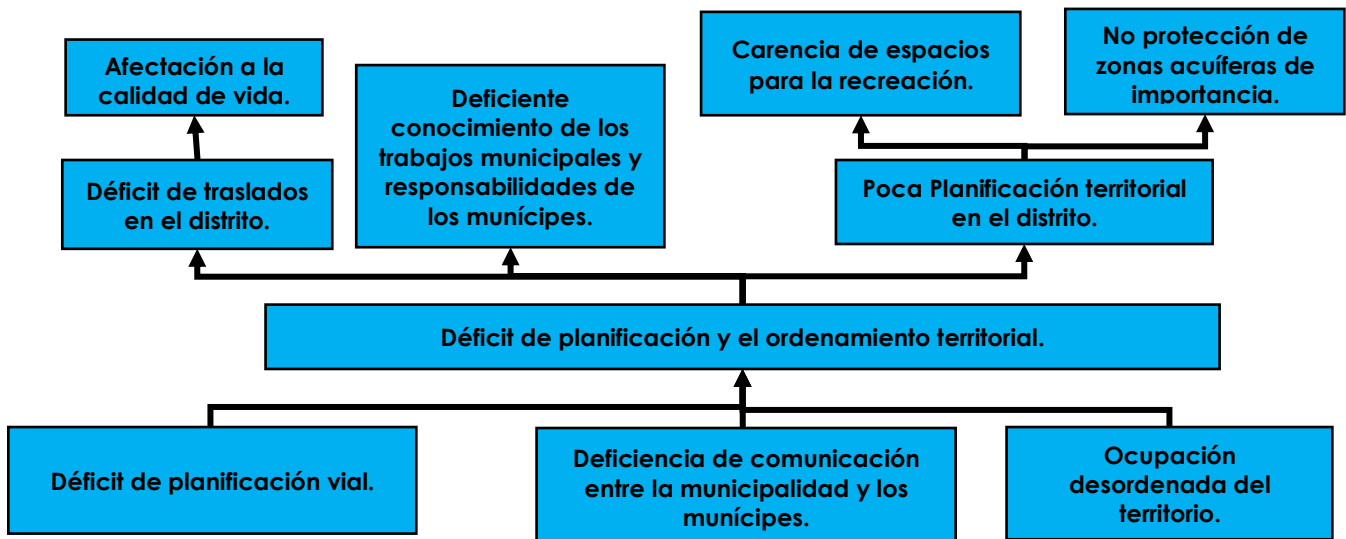 Afectación a la
calidad de vida.
Deficiente
conocimiento de los
trabajos municipales y
responsabilidades de
los munícipes.
Carencia de espacios
para la recreación.
No protección de
zonas acuíferas de
importancia.
Déficit de traslados
en el distrito.
Poca Planificación territorial
en el distrito.
Déficit de planificación y el ordenamiento territorial.
Déficit de planificación vial.
Deficiencia de comunicación
entre la municipalidad y los
munícipes.
Ocupación
desordenada del
territorio.